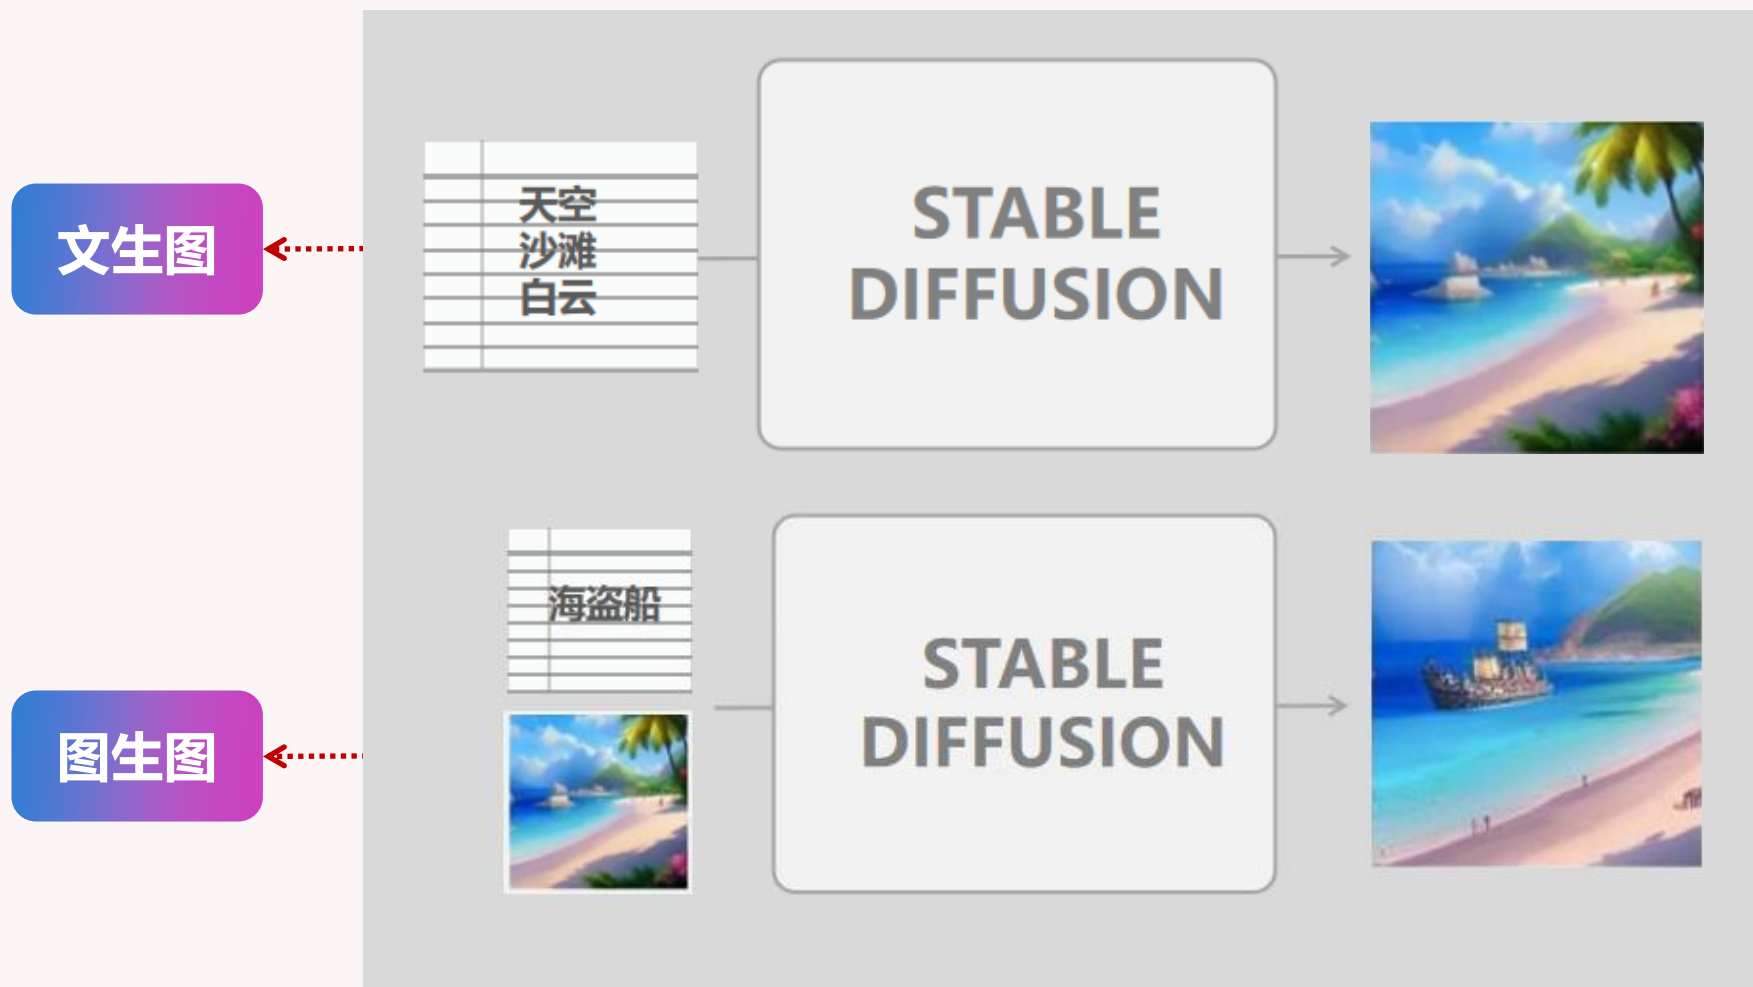 文生图
天空
沙滩
白云
STABLE
DIFFUSION
图生图
海盗船
STABLE
DIFFUSION